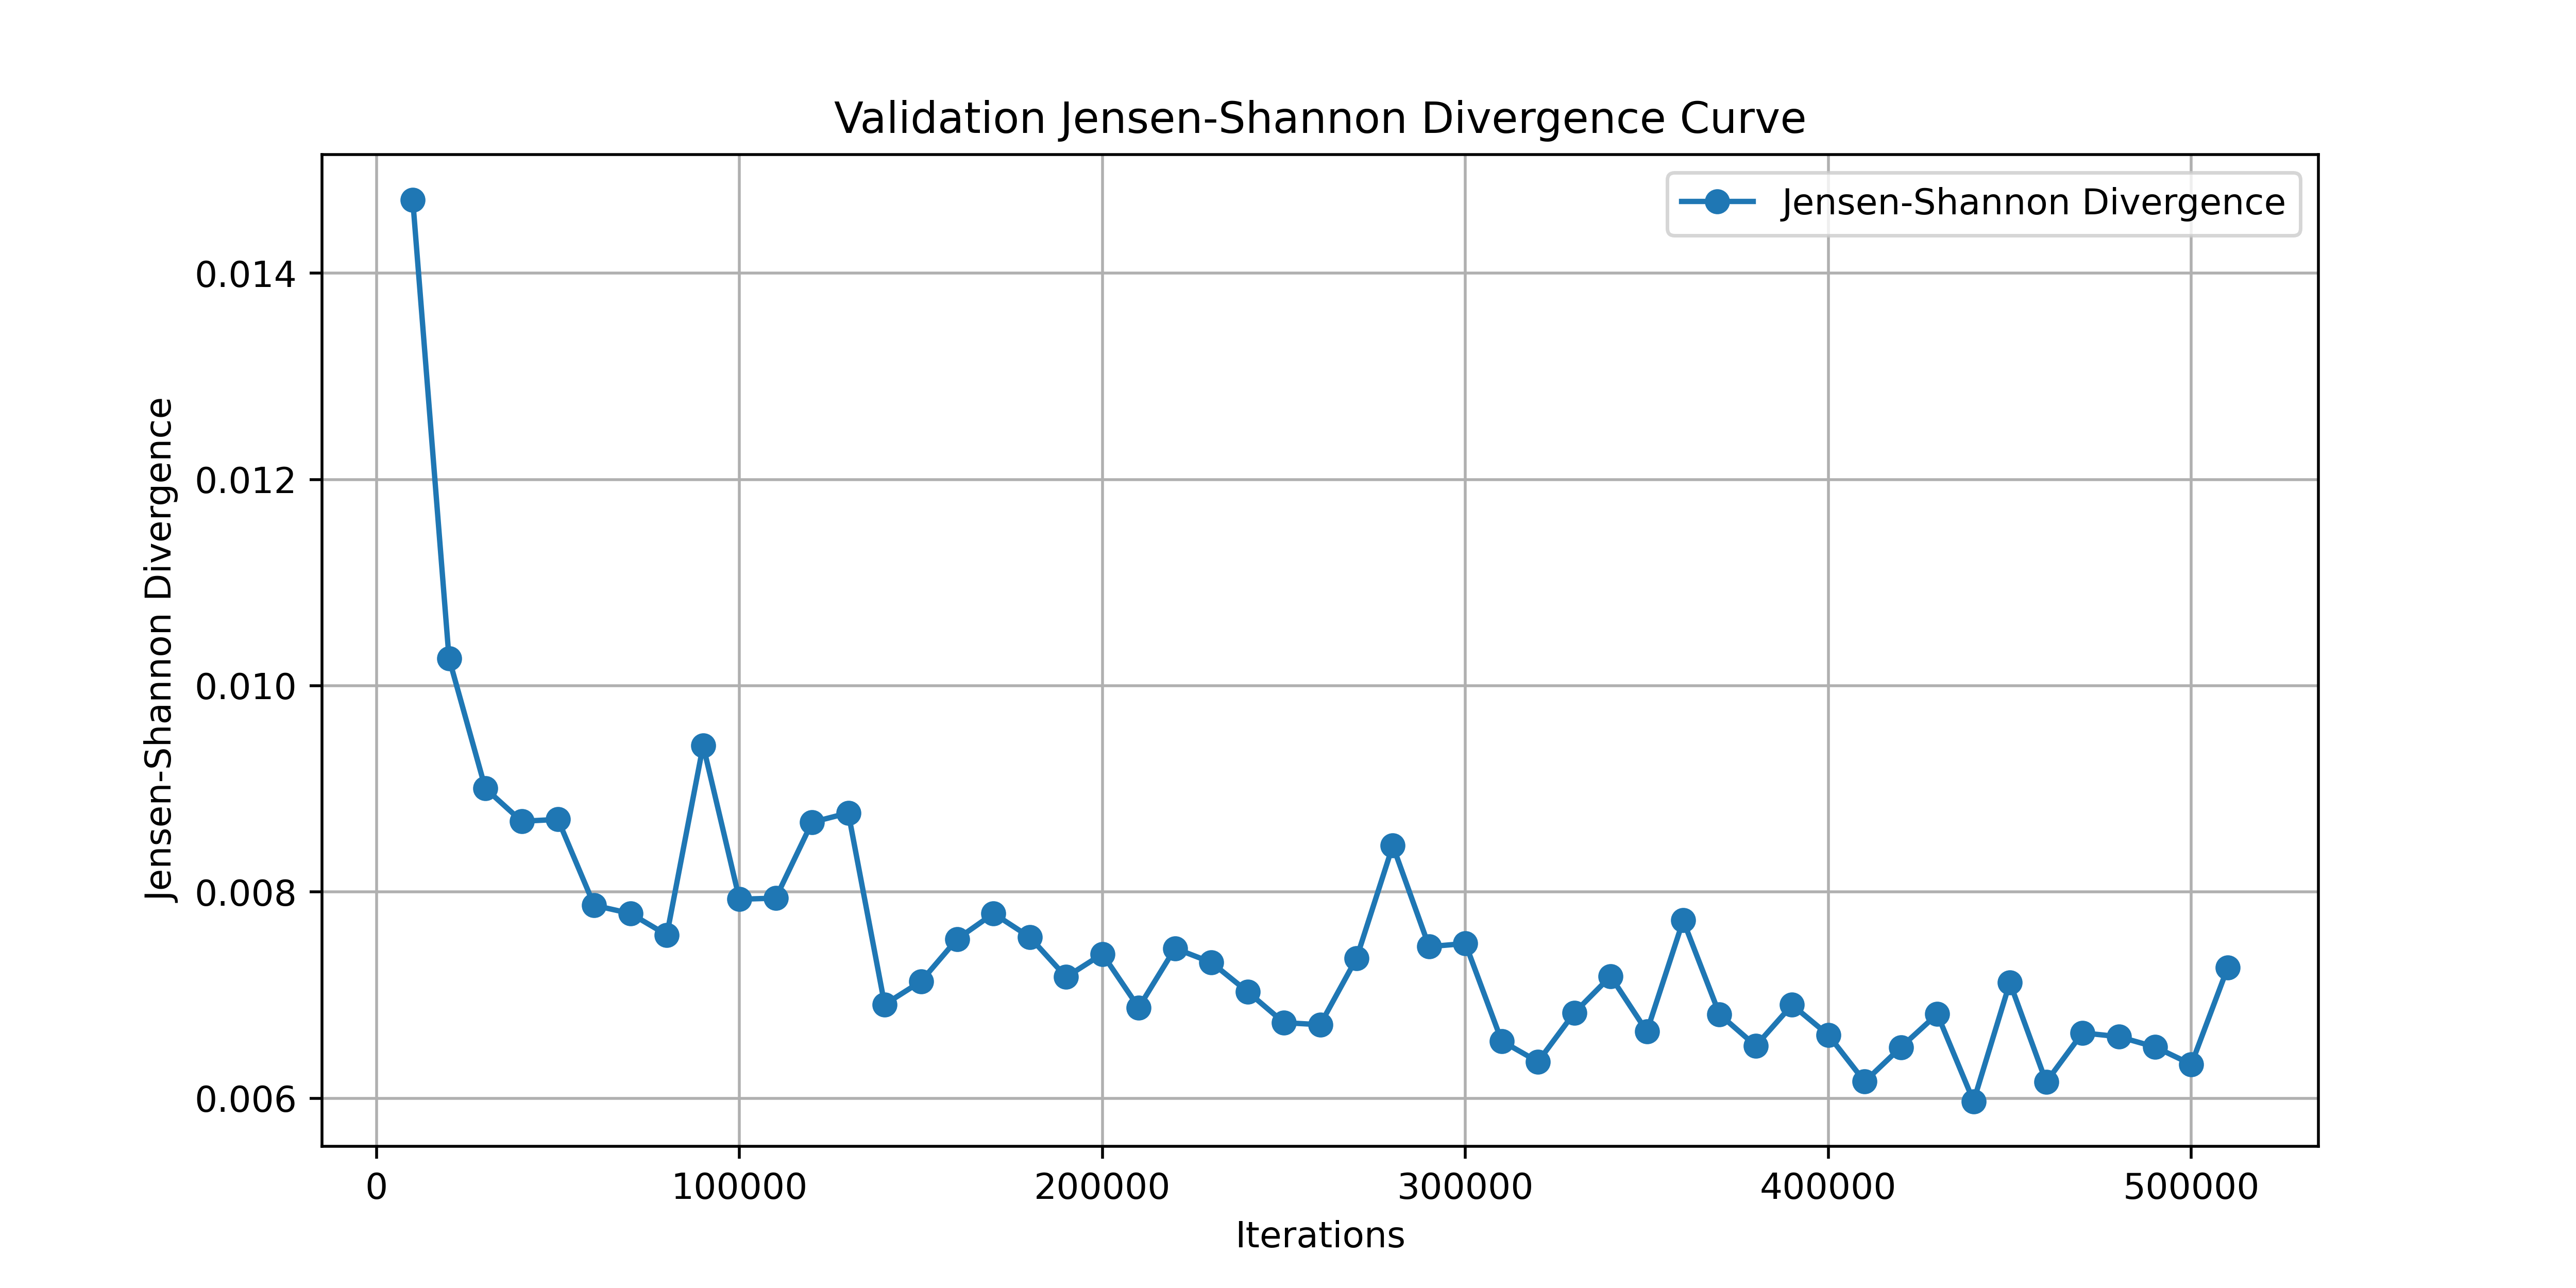 Validation Jensen-Shannon Divergence Curve
Jensen-Shannon Divergence
Jensen-Shannon Divergence
0.014
0.012
0.010
0.008
0.006
0
100000
200000
300000
400000
500000
Iterations